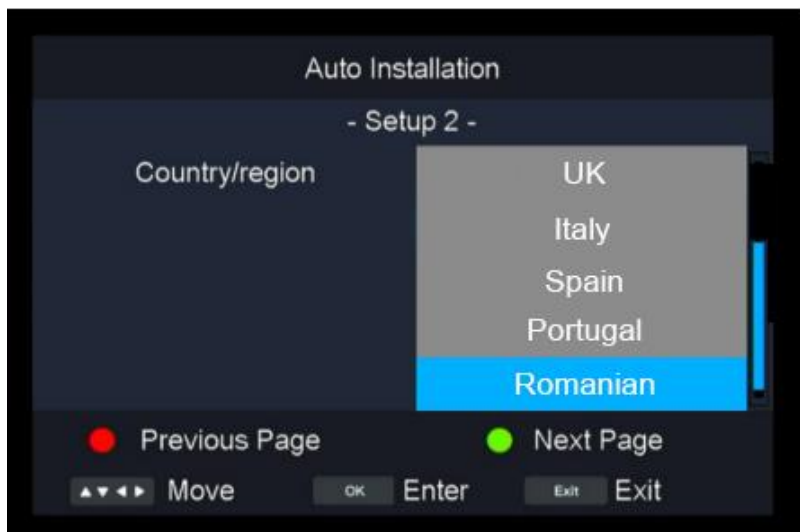 Auto Installation
- Setup 2 -
Country/region UK
Italy
Spain
Portugal
Romanian
Previous Page Next Page
Move OK Enter Exit Exit